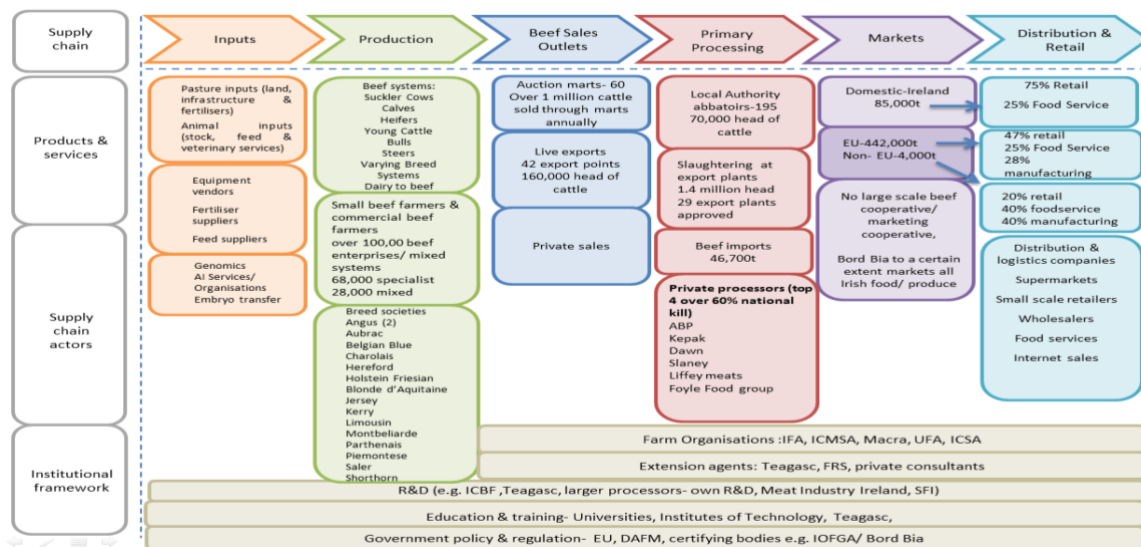 Supply
chain
Inputs
Production
Beef Sales
Outlets
Primary
Processing
Markets
Distribution &
Retail
Products &
services
Supply chain
actors
Institutional
framework
Pasture inputs (land,
infrastructure &
fertilisers)
Animal inputs
(stock, feed &
veterinary services)
Equipment
vendors
Fertiliser
suppliers
Feed suppliers
Genomics
AI Services/
Organisations
Embryo transfer
Beef systems:
Suckler Cows
Calves
Heifers
Young Cattle
Bulls
Steers
Varying Breed
Systems
Dairy to beef
Small beef farmers &
commercial beef
farmers
over 100,00 beef
enterprises/ mixed
systems
68,000 specialist
28,000 mixed
Breed societies
Angus (2)
Aubrac
Belgian Blue
Charolais
Hereford
Holstein Friesian
Blonde d'Aquitaine
Jersey
Kerry
Limousin
Montbeliarde
Parthenais
Piemontese
Saler
Shorthorn
Auction marts- 60
Over 1 million cattle
sold through marts
annually
Live exports
42 export points
160,000 head of
cattle
Private sales
Local Authority
abbatoirs-195
70,000 head of
cattle
Slaughtering at
export plants
1.4 million head
29 export plants
approved
Beef imports
46,700t
Private processors (top
4 over 60% national
kill)
ABP
Kepak
Dawn
Slaney
Liffey meats
Foyle Food group
Domestic-Ireland
85,000t
EU-442,000t
Non- EU-4,000t
No large scale beef
cooperative/
marketing
cooperative,
Bord Bia to a certain
extent markets all
Irish food/ produce
75% Retail
25% Food Service
47% retail
25% Food Service
28%
manufacturing
20% retail
40% foodservice
40% manufacturing
Distribution &
logistics companies
Supermarkets
Small scale retailers
Wholesalers
Food services
Internet sales
Farm Organisations :IFA, ICMSA, Macra, UFA, ICSA
Extension agents: Teagasc, FRS, private consultants
R&D (e.g. ICBF ,Teagasc, larger processors- own R&D, Meat Industry Ireland, SFI)
Education & training- Universities, Institutes of Technology, Teagasc,
Government policy & regulation- EU, DAFM, certifying bodies e.g. IOFGA/ Bord Bia